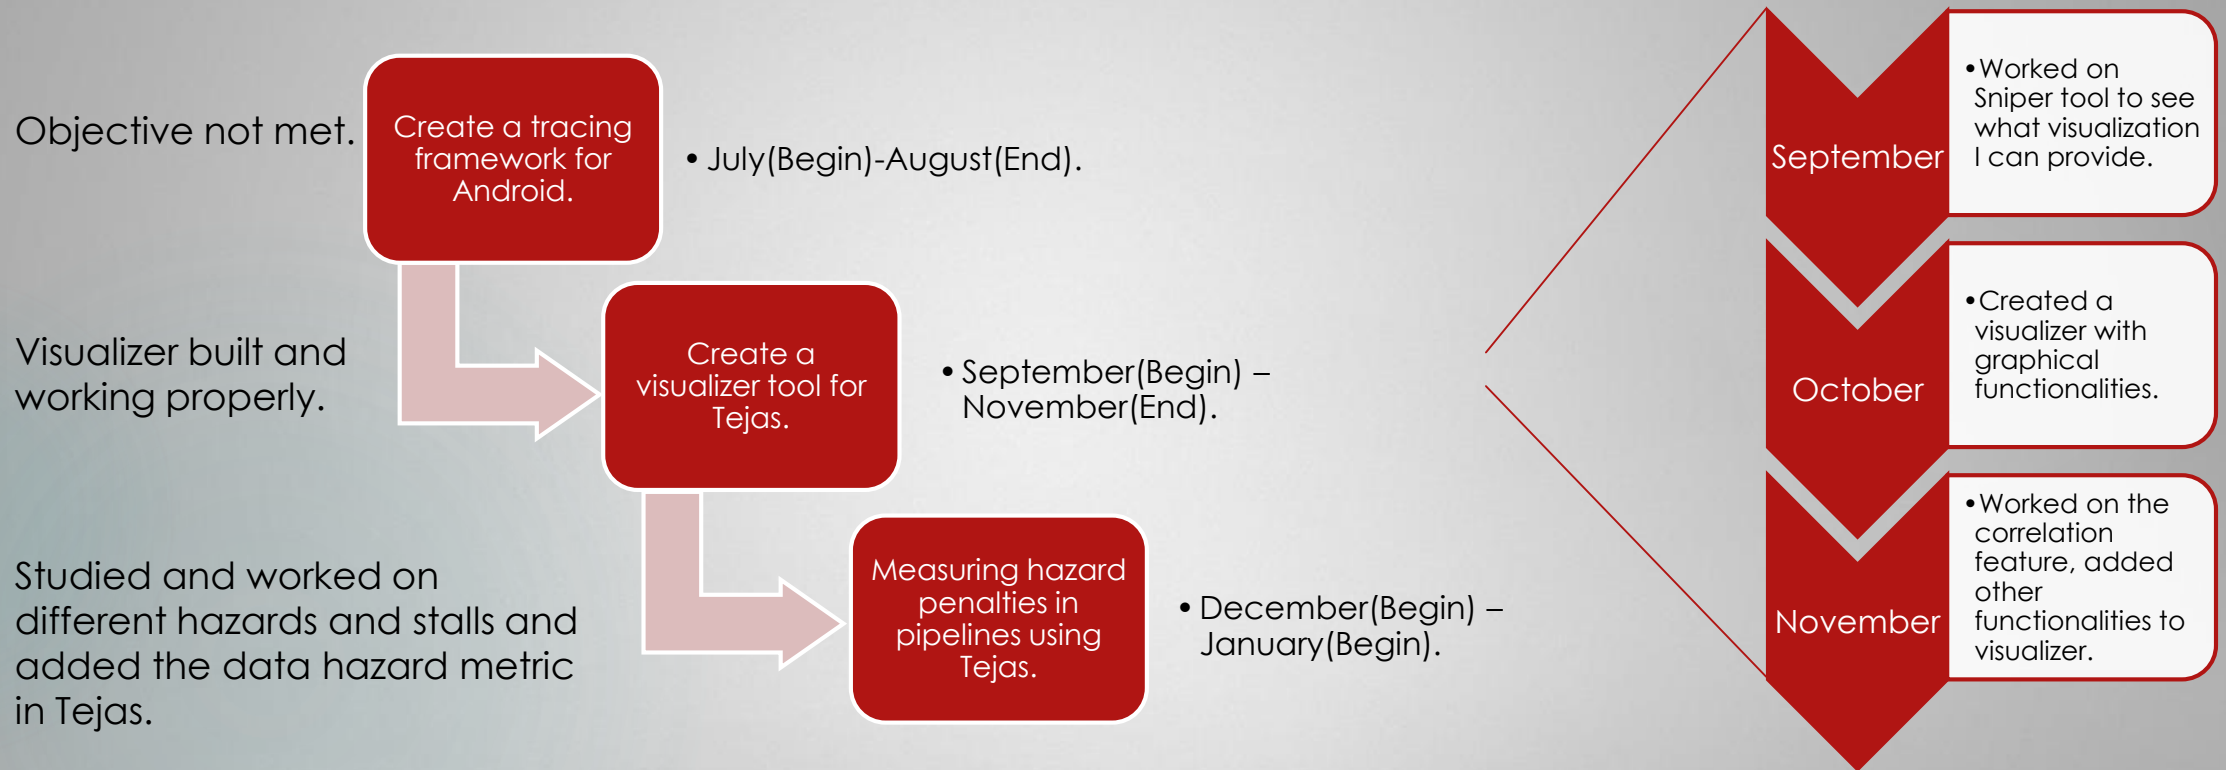 Objective not met.
Create a tracing
framework for
Android.
• July(Begin)-August(End).
Visualizer built and
working properly.
Create a
visualizer tool for
Tejas.
• September(Begin) –
November(End).
Studied and worked on
different hazards and stalls and
added the data hazard metric
in Tejas.
Measuring hazard
penalties in
pipelines using
Tejas.
• December(Begin) –
January(Begin).
September
•Worked on
Sniper tool to see
what visualization
I can provide.
October
•Created a
visualizer with
graphical
functionalities.
November
•Worked on the
correlation
feature, added
other
functionalities to
visualizer.